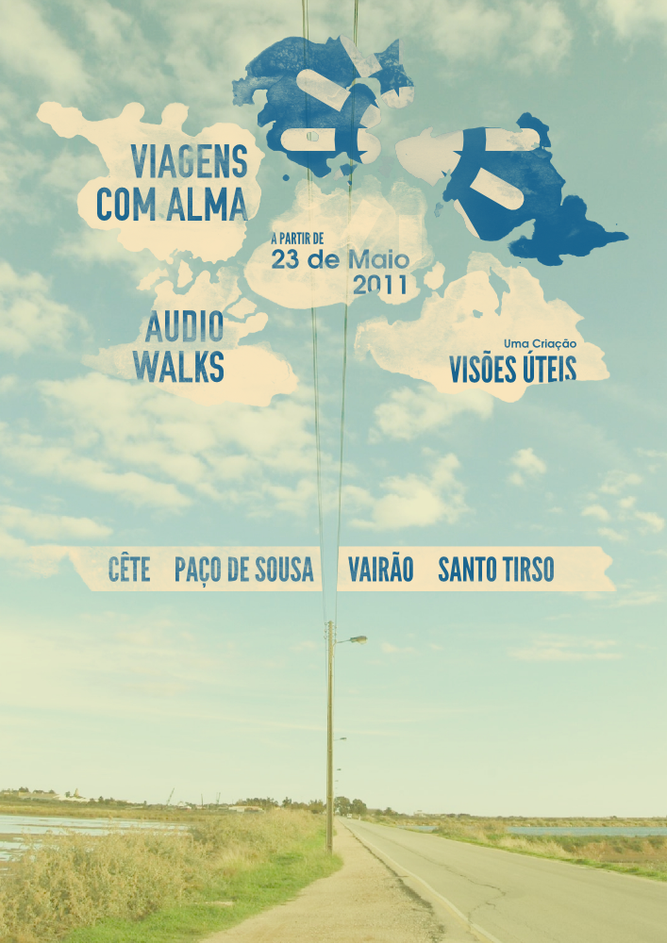 VIAGENS
COM ALMA
A PARTIR DE
23 de Maio
2011
AUDIO
WALKS
Uma Criação
VISÕES ÚTEIS
CÊTE PAÇO DE SOUSA VAIRÃO SANTO TIRSO